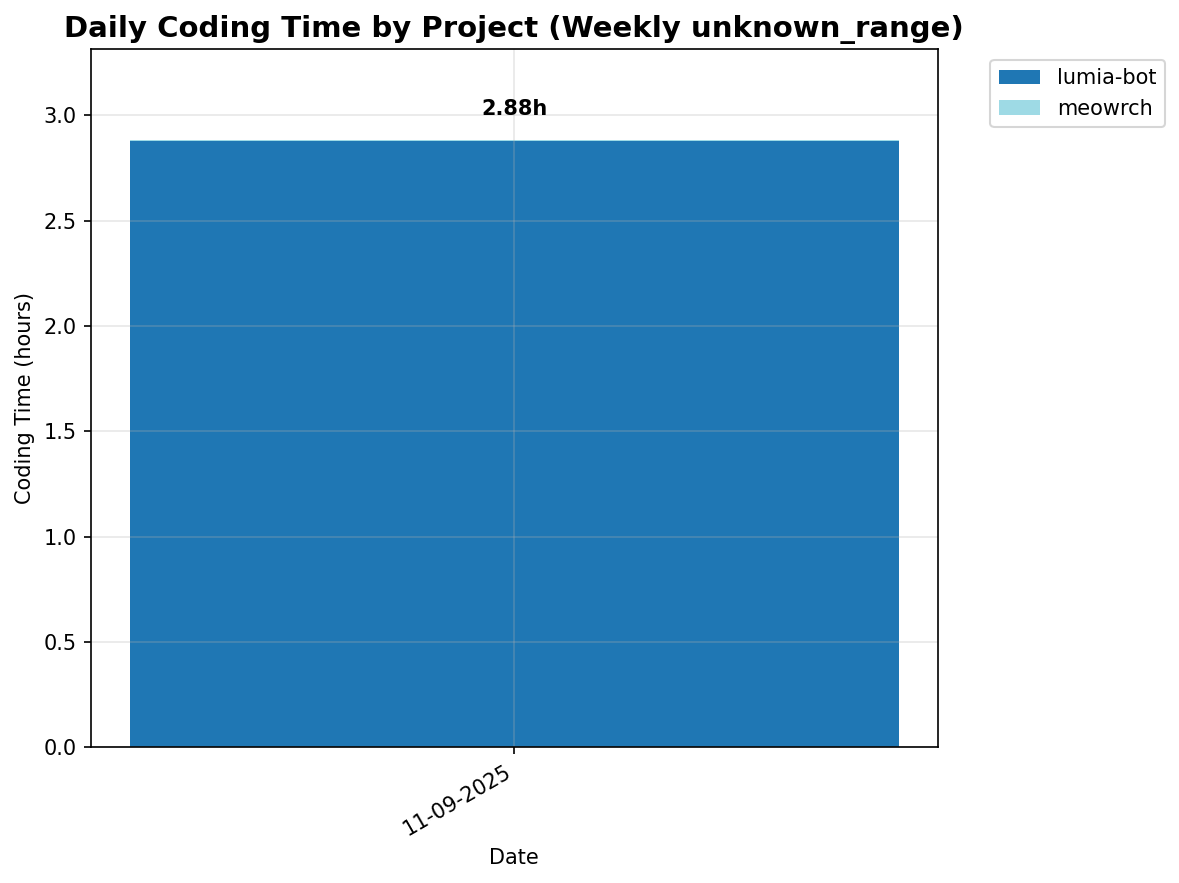 Daily Coding Time by Project (Weekly unknown_range)
lumia-bot
meowrch
2.88h
3.0
2.5
2.0
1.5
1.0
0.5
0.0
Coding Time (hours)
11-09-2025
Date